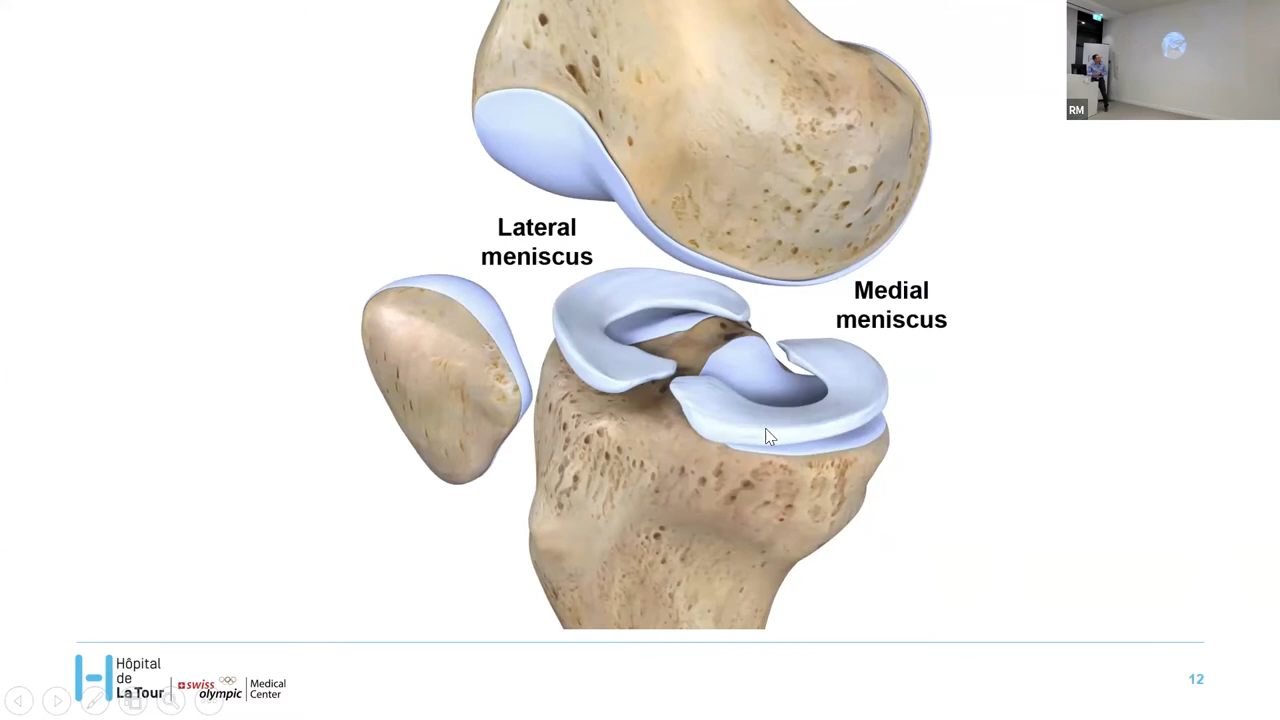 RM
Lateral
meniscus
Medial
meniscus
Hôpital
de
La Tour
swiss
olympic
Medical
Center
12